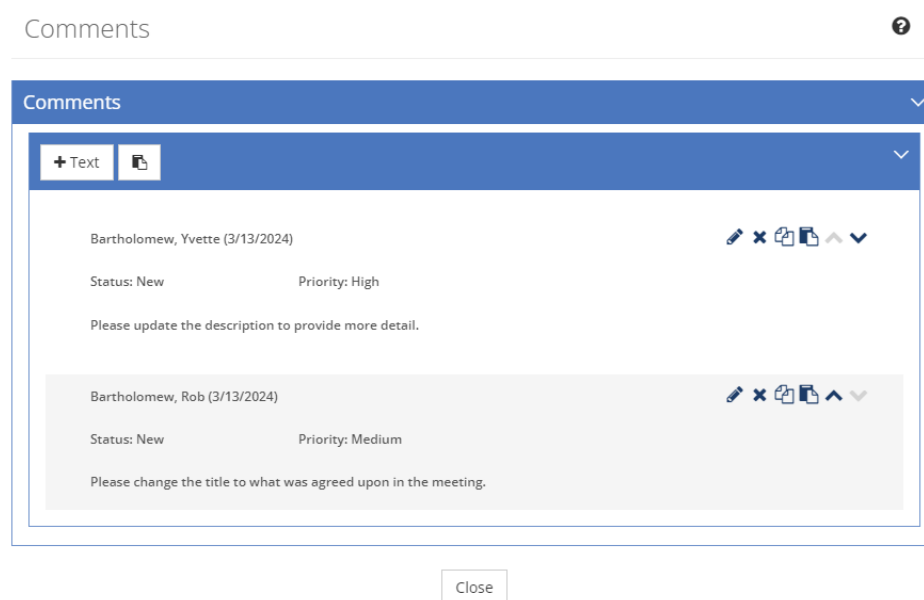 Comments
Comments
+ Text
Bartholomew, Yvette (3/13/2024)
Status: New Priority: High
Please update the description to provide more detail.
Bartholomew, Rob (3/13/2024)
Status: New Priority: Medium
Please change the title to what was agreed upon in the meeting.
Close